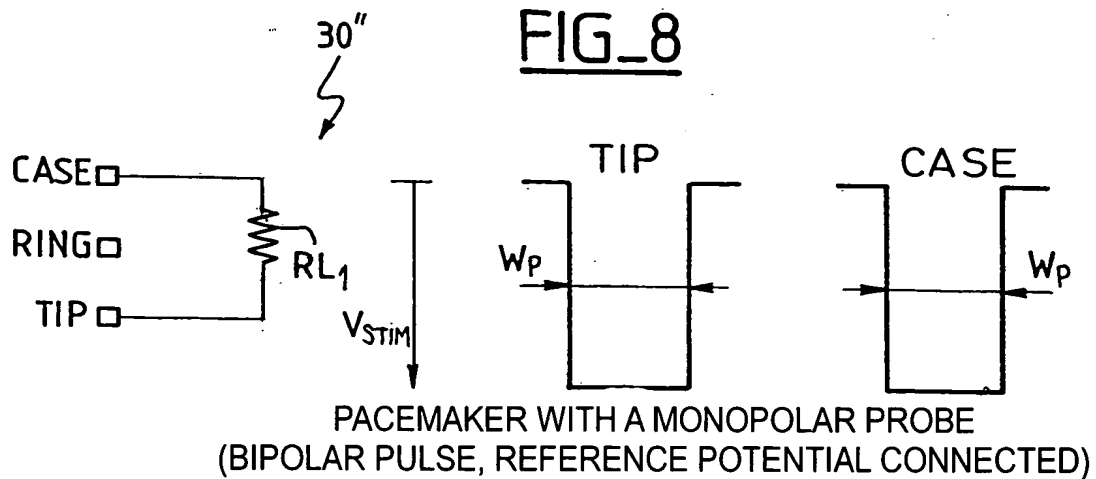 FIG_8
30"
TIP
CASE
CASE
RING
TIP
RL1
VSTIM
WP
WP
PACEMAKER WITH A MONOPOLAR PROBE
(BIPOLAR PULSE, REFERENCE POTENTIAL CONNECTED)